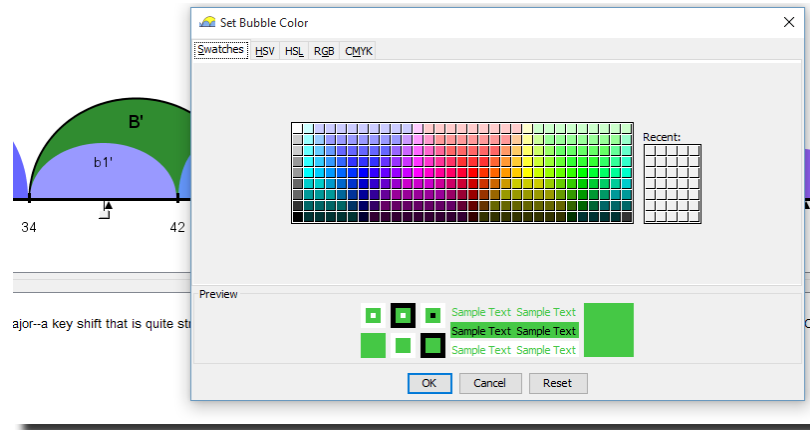 Set Bubble Color
Swatches HSV HSL RGB CMYK
B'
b1'
Recent:
34
42
Preview
ajor--a key shift that is quite st
Sample Text Sample Text
Sample Text Sample Text
Sample Text Sample Text
OK Cancel Reset